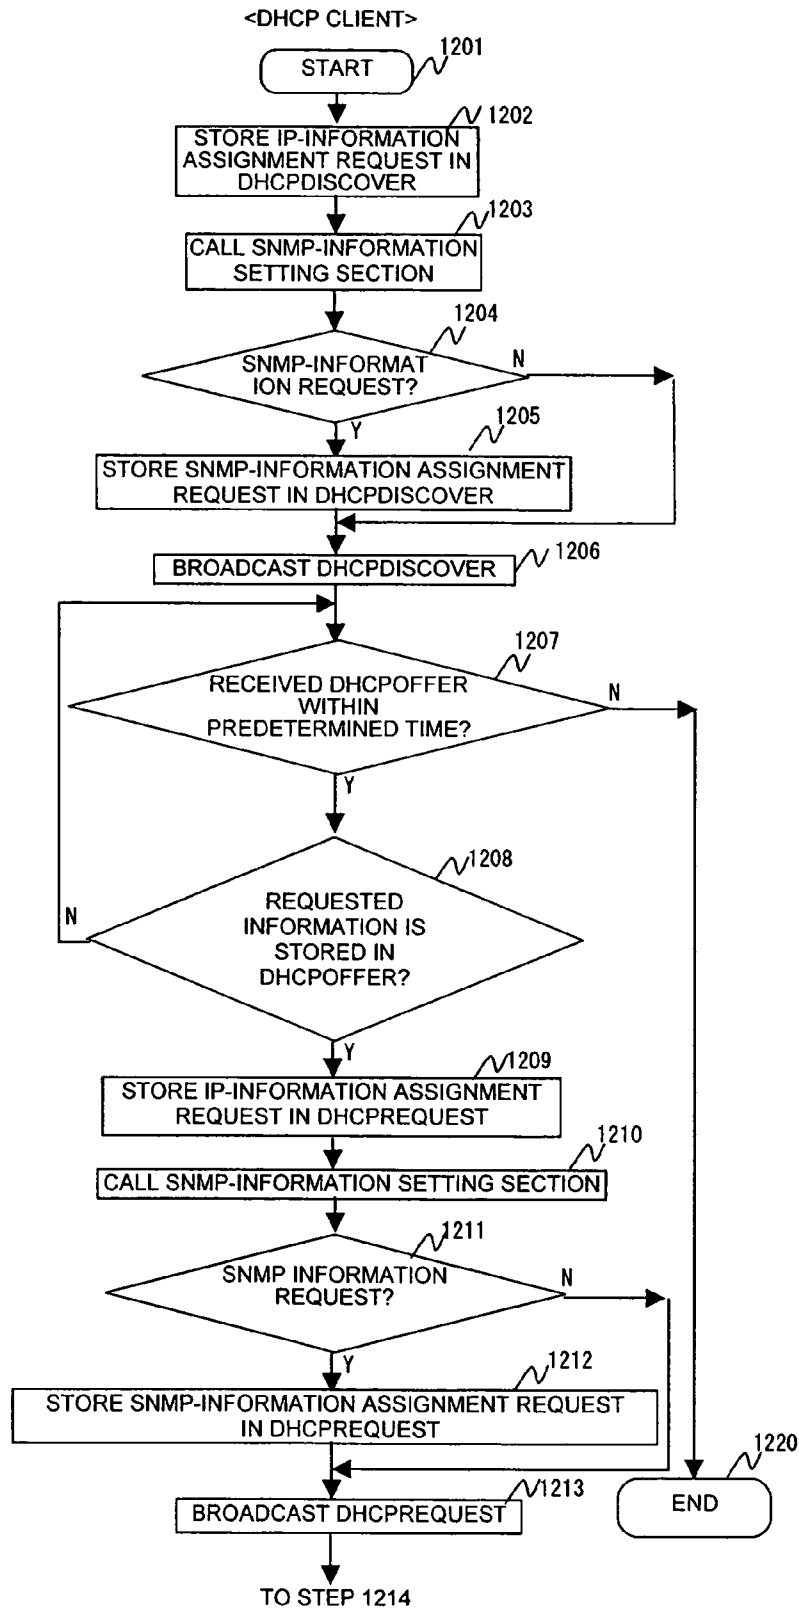 <DHCP CLIENT>
1201
START
1202
STORE IP-INFORMATION
ASSIGNMENT REQUEST IN
DHCPDISCOVER
1203
CALL SNMP-INFORMATION
SETTING SECTION
1204
SNMP-INFORMAT
ION REQUEST?
N
Y
1205
STORE SNMP-INFORMATION ASSIGNMENT
REQUEST IN DHCPDISCOVER
1206
BROADCAST DHCPDISCOVER
1207
RECEIVED DHCPOFFER
WITHIN
PREDETERMINED TIME?
N
Y
1208
REQUESTED
INFORMATION IS
STORED IN
DHCPOFFER?
N
Y
1209
STORE IP-INFORMATION ASSIGNMENT
REQUEST IN DHCPREQUEST
1210
CALL SNMP-INFORMATION SETTING SECTION
1211
SNMP INFORMATION
REQUEST?
N
Y
1212
STORE SNMP-INFORMATION ASSIGNMENT REQUEST
IN DHCPREQUEST
1213
BROADCAST DHCPREQUEST
1220
END
TO STEP 1214